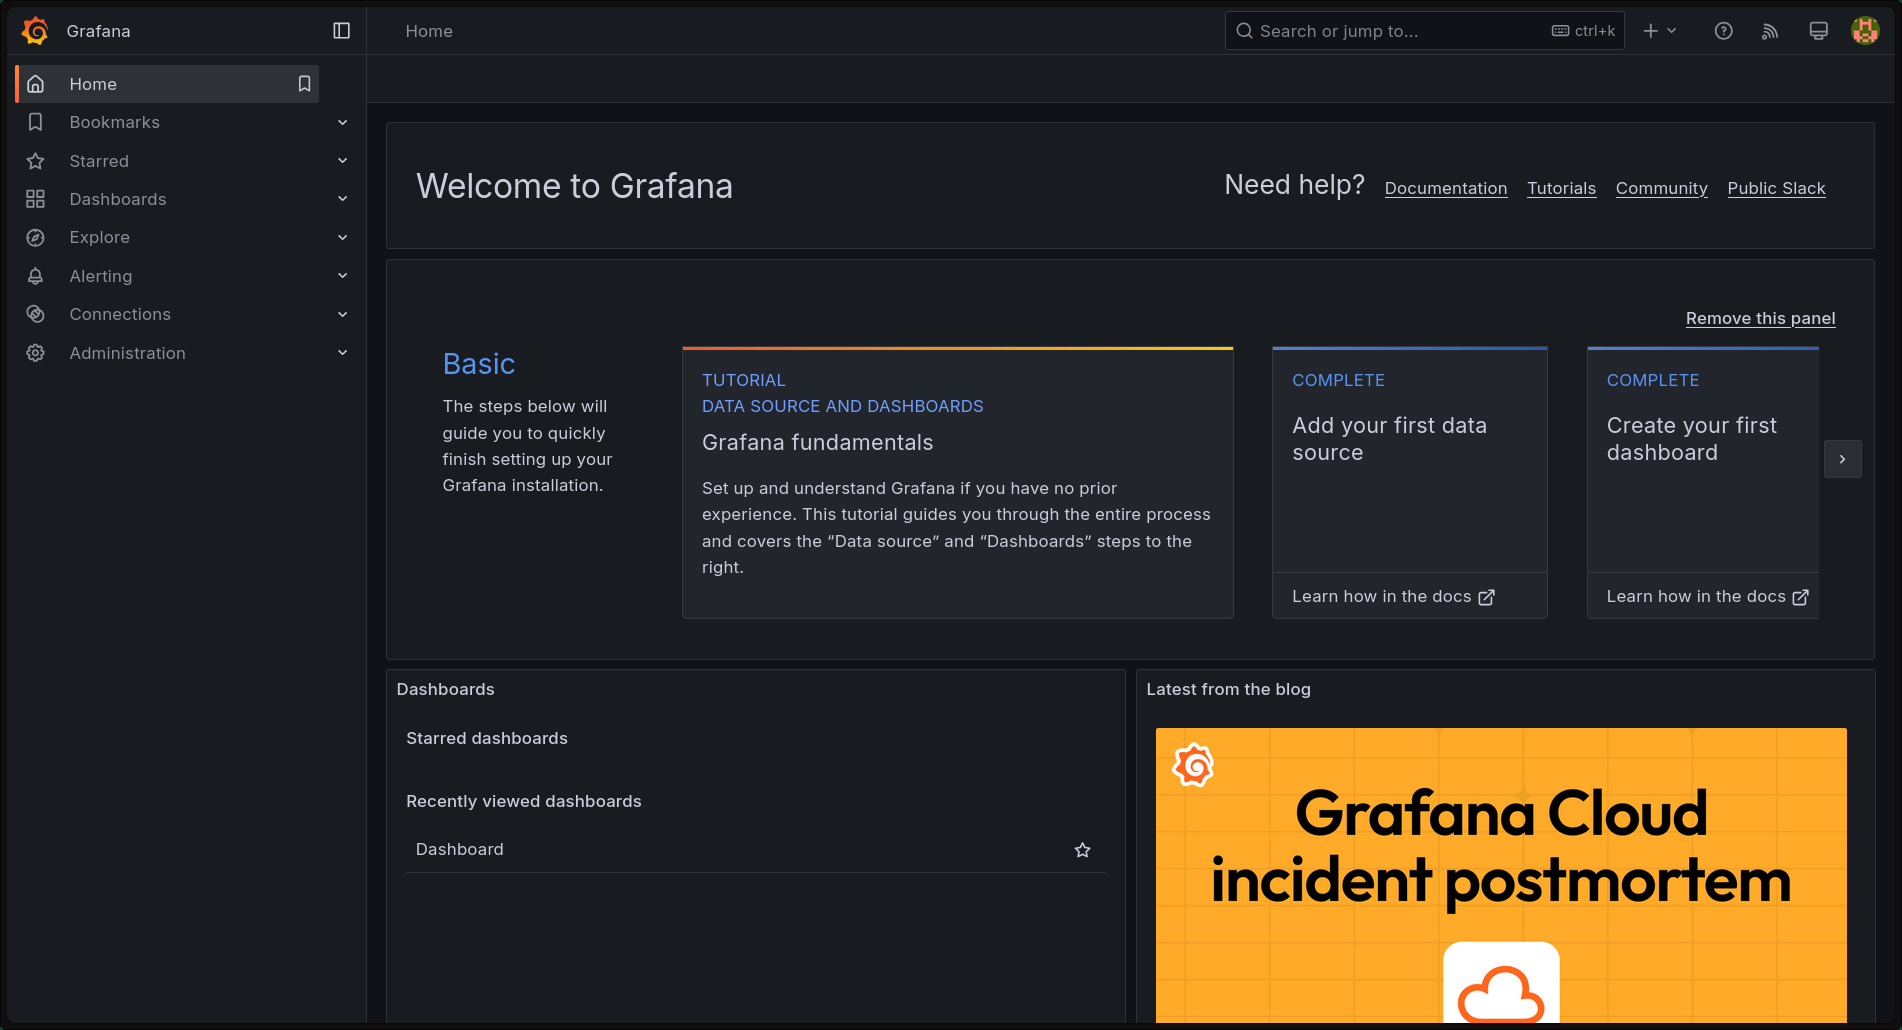 Grafana
Home
Search or jump to...
ctrl+k
Home
Bookmarks
Starred
Dashboards
Explore
Alerting
Connections
Administration
Welcome to Grafana
Need help?
Documentation
Tutorials
Community
Public Slack
Remove this panel
Basic
The steps below will
guide you to quickly
finish setting up your
Grafana installation.
TUTORIAL
DATA SOURCE AND DASHBOARDS
Grafana fundamentals
Set up and understand Grafana if you have no prior
experience. This tutorial guides you through the entire process
and covers the “Data source” and “Dashboards” steps to the
right.
COMPLETE
Add your first data
source
Learn how in the docs
COMPLETE
Create your first
dashboard
Learn how in the docs
Dashboards
Starred dashboards
Recently viewed dashboards
Dashboard
Latest from the blog
Grafana Cloud
incident postmortem